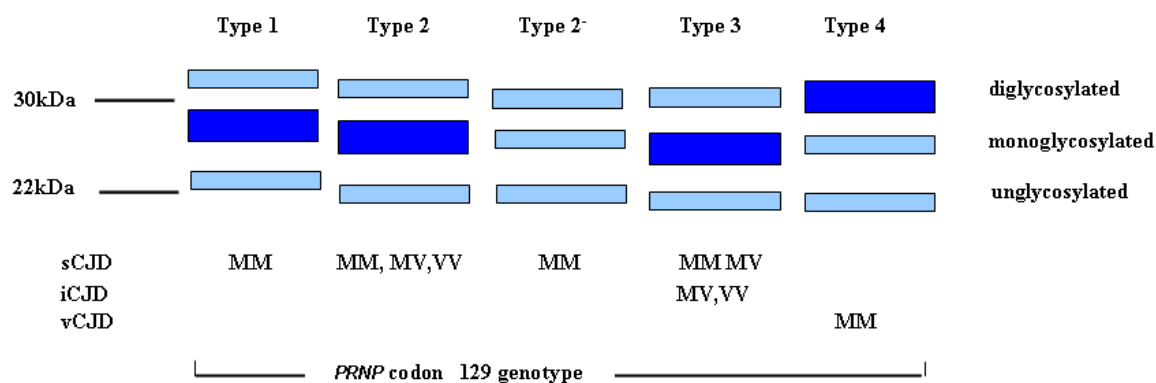 Type 1 Type 2 Type 2- Type 3 Type 4
30kDa diglycosylated
monoglycosylated
22kDa unglycosylated
sCJD MM MM, MV,VV MM MM MV
iCJD MV,VV
vCJD MM
PRNP codon 129 genotype